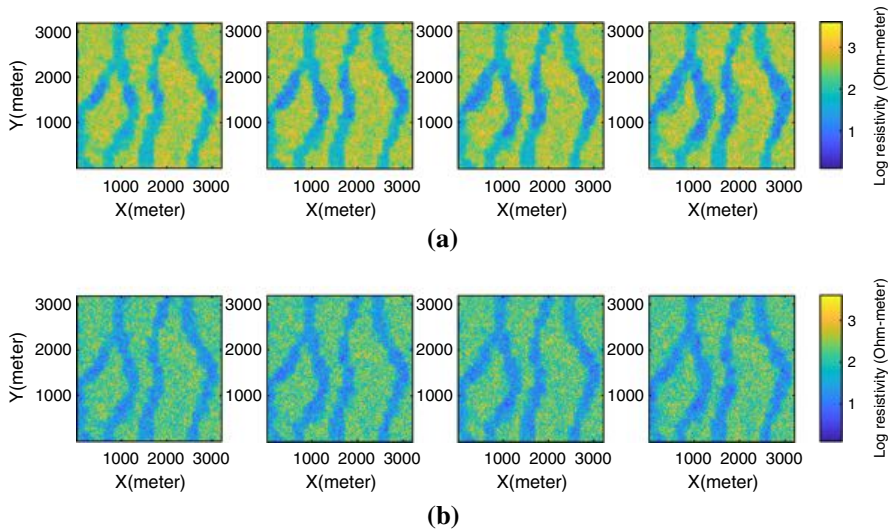 3000 3000 3000 3000
3
2000 2000 2000 2000
2
1000 1000 1000 1000
1
Y(meter)
Log resistivity (Ohm-meter)
1000 2000 3000 1000 2000 3000 1000 2000 3000 1000 2000 3000
X(meter) X(meter) X(meter) X(meter)
(a)
3000 3000 3000 3000
3
2000 2000 2000 2000
2
1000 1000 1000 1000
1
Y(meter)
Log resistivity (Ohm-meter)
1000 2000 3000 1000 2000 3000 1000 2000 3000 1000 2000 3000
X(meter) X(meter) X(meter) X(meter)
(b)